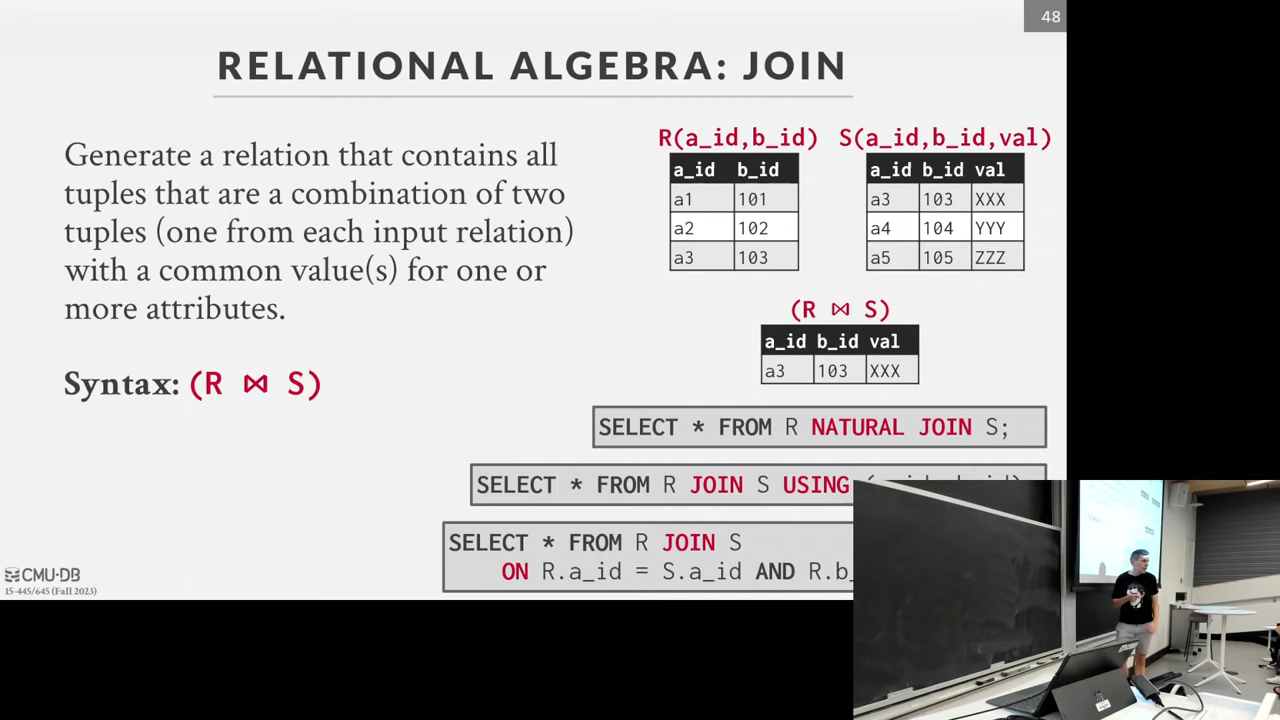 48
RELATIONAL ALGEBRA: JOIN
Generate a relation that contains all
tuples that are a combination of two
tuples (one from each input relation)
with a common value(s) for one or
more attributes.
Syntax: (R ⋈ S)
R(a_id,b_id)
a_id b_id
a1 101
a2 102
a3 103
S(a_id,b_id,val)
a_id b_id val
a3 103 XXX
a4 104 YYY
a5 105 ZZZ
(R ⋈ S)
a_id b_id val
a3 103 XXX
SELECT * FROM R NATURAL JOIN S;
SELECT * FROM R JOIN S USING
SELECT * FROM R JOIN S
ON R.a_id = S.a_id AND R.b_
CMU·DB
15-445/645 (Fall 2023)